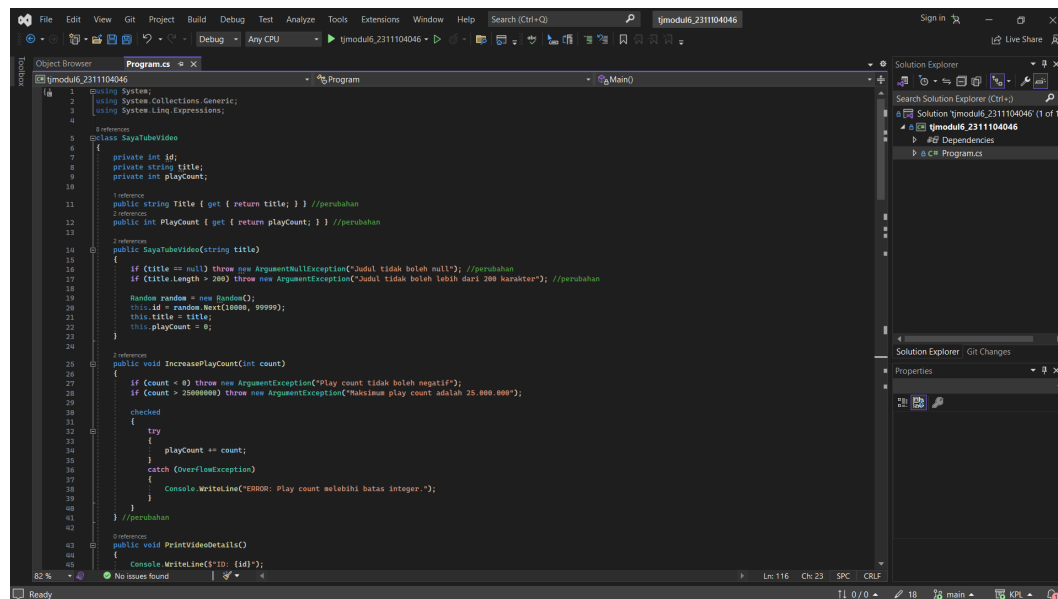 File Edit View Git Project Build Debug Test Analyze Tools Extensions Window Help Search (Ctrl+Q) tjmodul6_2311104046 Sign in
Debug Any CPU tjmodul6_2311104046 Live Share
Toolbox
Object Browser Program.cs
tjmodul6_2311104046 Program Main()
1 using System;
2 using System.Collections.Generic;
3 using System.Linq.Expressions;
4
8 references
5 class SayaTubeVideo
6 {
7 private int id;
8 private string title;
9 private int playCount;
10
1 reference
11 public string Title { get { return title; } } //perubahan
2 references
12 public int PlayCount { get { return playCount; } } //perubahan
13
2 references
14 public SayaTubeVideo(string title)
15 {
16 if (title == null) throw new ArgumentNullException("Judul tidak boleh null"); //perubahan
17 if (title.Length > 200) throw new ArgumentException("Judul tidak boleh lebih dari 200 karakter"); //perubahan
18
19 Random random = new Random();
20 this.id = random.Next(10000, 99999);
21 this.title = title;
22 this.playCount = 0;
23 }
24
2 references
25 public void IncreasePlayCount(int count)
26 {
27 if (count < 0) throw new ArgumentException("Play count tidak boleh negatif");
28 if (count > 25000000) throw new ArgumentException("Maksimum play count adalah 25.000.000");
29
30 checked
31 {
32 try
33 {
34 playCount += count;
35 }
36 catch (OverflowException)
37 {
38 Console.WriteLine("ERROR: Play count melebihi batas integer.");
39 }
40 }
41 } //perubahan
42
0 references
43 public void PrintVideoDetails()
44 {
45 Console.WriteLine($"ID: {id}");
82 % No issues found Ln: 116 Ch: 23 SPC CRLF
Solution Explorer
Search Solution Explorer (Ctrl+;)
Solution 'tjmodul6_2311104046' (1 of 1
tjmodul6_2311104046
Dependencies
C# Program.cs
Solution Explorer Git Changes
Properties
Ready 0 / 0 18 main KPL